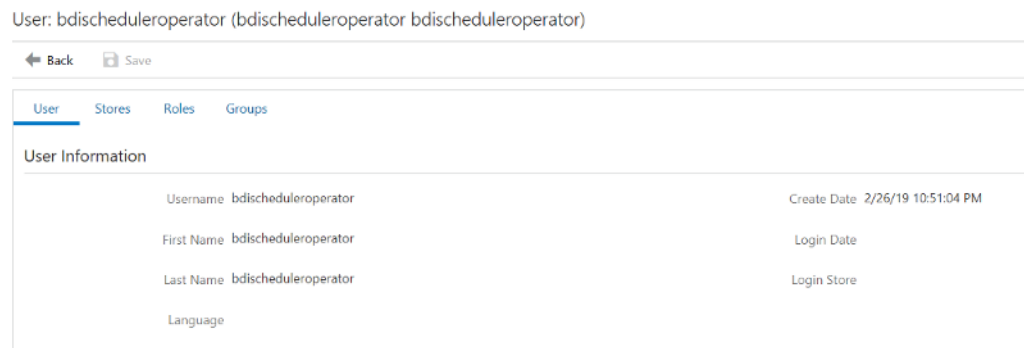 User: bdischeduleroperator (bdischeduleroperator bdischeduleroperator)
Back Save
User Stores Roles Groups
User Information
Username bdischeduleroperator Create Date 2/26/19 10:51:04 PM
First Name bdischeduleroperator Login Date
Last Name bdischeduleroperator Login Store
Language